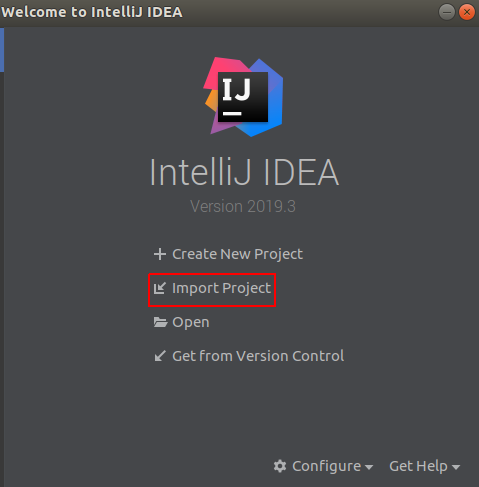 Welcome to IntelliJ IDEA
IJ
IntelliJ IDEA
Version 2019.3
Create New Project
Import Project
Open
Get from Version Control
Configure Get Help